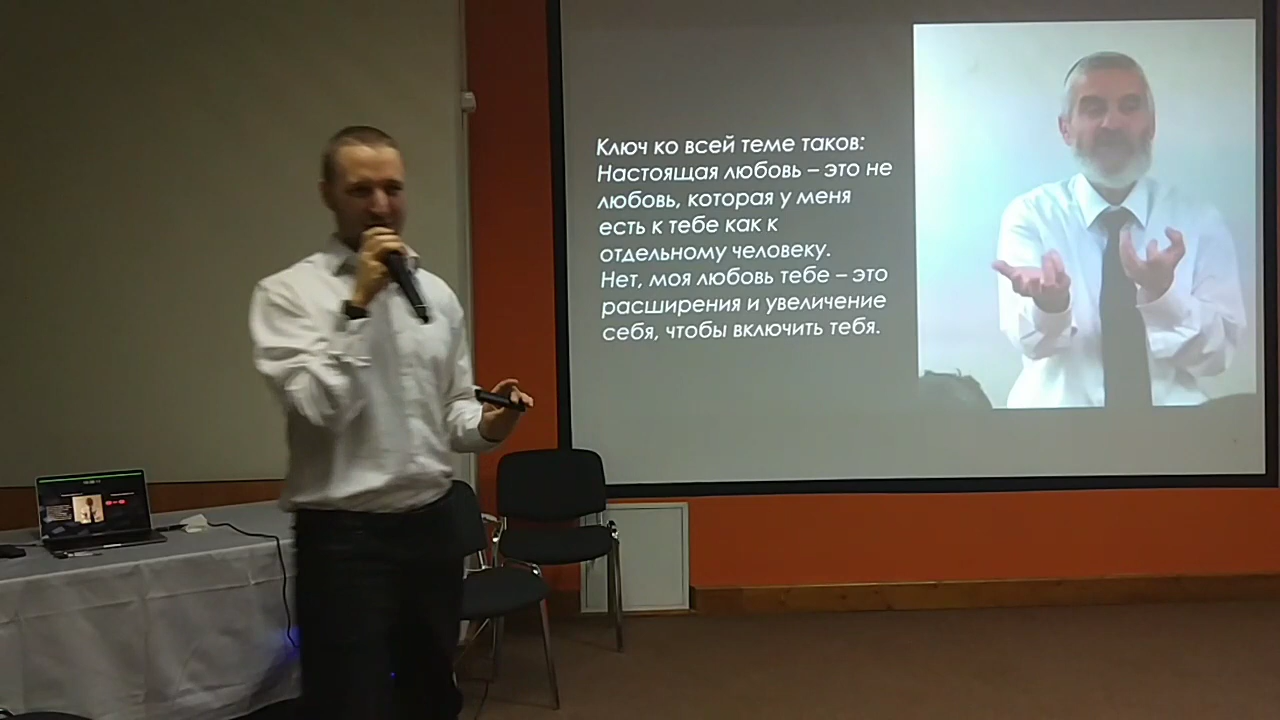 Ключ ко всей теме таков:
Настоящая любовь – это не
любовь, которая у меня
есть к тебе как к
отдельному человеку.
Нет, моя любовь тебе – это
расширения и увеличение
себя, чтобы включить тебя.